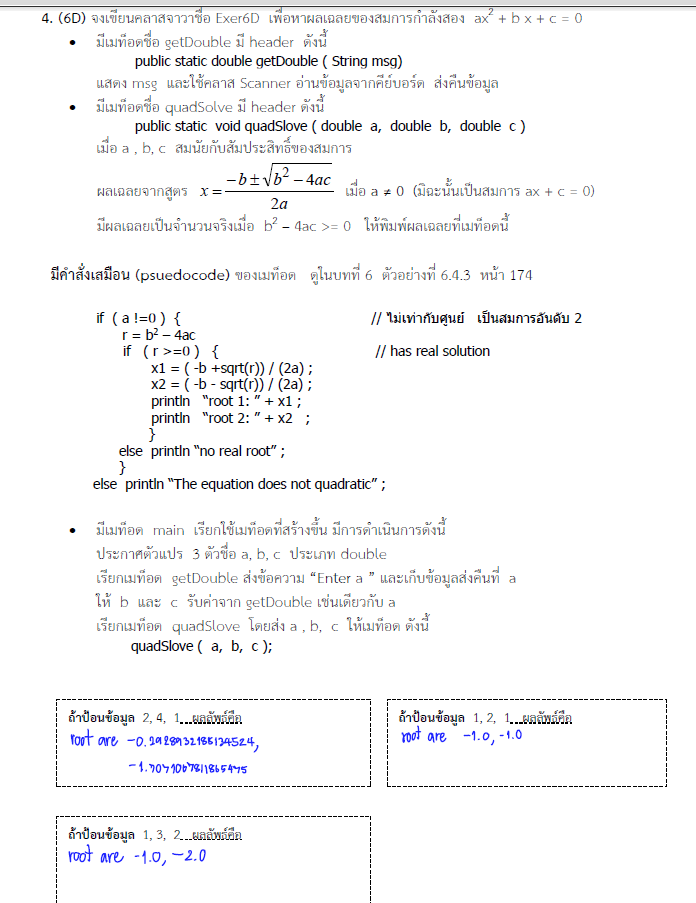 4. (6D) จงเขียนคลาสจาวาชื่อ Exer6D เพื่อหาผลเฉลยของสมการกำลังสอง ax² + b x + c = 0
• มีเมท็อดชื่อ getDouble มี header ดังนี้
public static double getDouble ( String msg)
แสดง msg และใช้คลาส Scanner อ่านข้อมูลจากคีย์บอร์ด ส่งคืนข้อมูล
• มีเมท็อดชื่อ quadSolve มี header ดังนี้
public static void quadSlove ( double a, double b, double c )
เมื่อ a , b, c สมนัยกับสัมประสิทธิ์ของสมการ
ผลเฉลยจากสูตร x = (-b ± √(b² – 4ac)) / 2a เมื่อ a ≠ 0 (มิฉะนั้นเป็นสมการ ax + c = 0)
มีผลเฉลยเป็นจำนวนจริงเมื่อ b² – 4ac >= 0 ให้พิมพ์ผลเฉลยที่เมท็อดนี้
มีคำสั่งเสมือน (psuedocode) ของเมท็อด ดูในบทที่ 6 ตัวอย่างที่ 6.4.3 หน้า 174
if ( a !=0 ) { // ไม่เท่ากับศูนย์ เป็นสมการอันดับ 2
r = b² – 4ac
if ( r >=0 ) { // has real solution
x1 = ( -b +sqrt(r)) / (2a) ;
x2 = ( -b - sqrt(r)) / (2a) ;
println “root 1: ” + x1 ;
println “root 2: ” + x2 ;
}
else println “no real root” ;
}
else println “The equation does not quadratic” ;
• มีเมท็อด main เรียกใช้เมท็อดที่สร้างขึ้น มีการดำเนินการดังนี้
ประกาศตัวแปร 3 ตัวชื่อ a, b, c ประเภท double
เรียกเมท็อด getDouble ส่งข้อความ “Enter a ” และเก็บข้อมูลส่งคืนที่ a
ให้ b และ c รับค่าจาก getDouble เช่นเดียวกับ a
เรียกเมท็อด quadSlove โดยส่ง a , b, c ให้เมท็อด ดังนี้
quadSlove ( a, b, c );
ถ้าป้อนข้อมูล 2, 4, 1 ผลลัพธ์คือ
root are -0.2928932188134524,
-1.7071067811865475
ถ้าป้อนข้อมูล 1, 2, 1 ผลลัพธ์คือ
root are -1.0, -1.0
ถ้าป้อนข้อมูล 1, 3, 2 ผลลัพธ์คือ
root are -1.0, -2.0